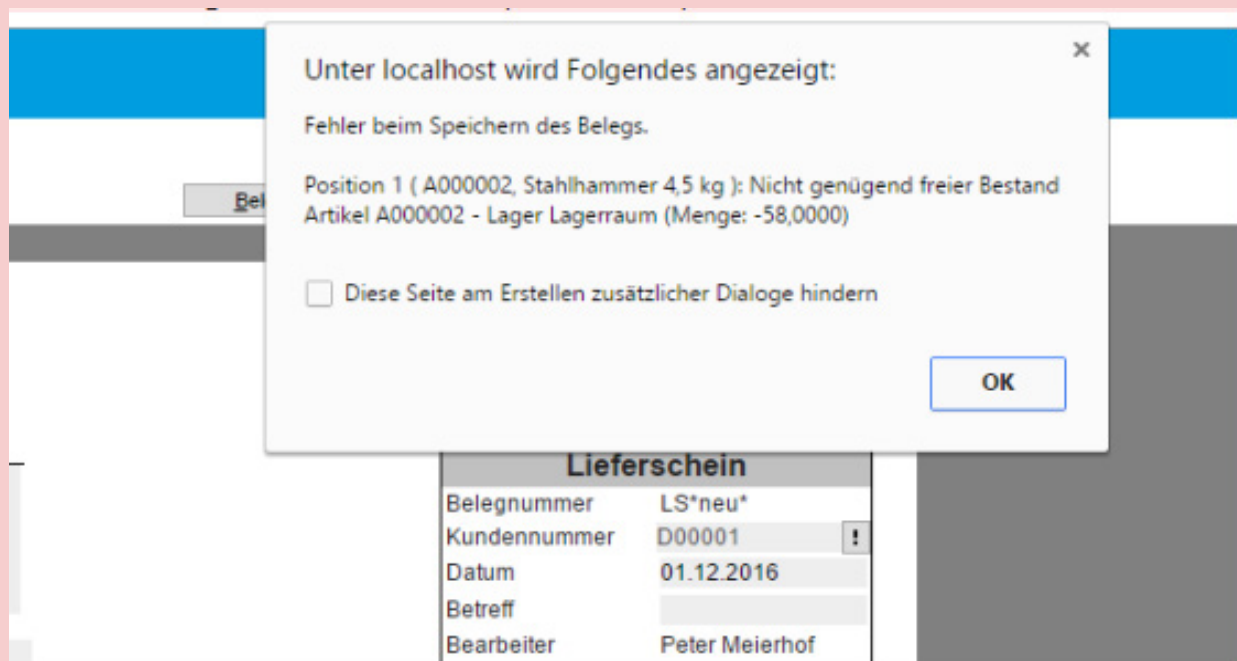 Unter localhost wird Folgendes angezeigt:
×
Fehler beim Speichern des Belegs.
Position 1 ( A000002, Stahlhammer 4,5 kg ): Nicht genügend freier Bestand
Artikel A000002 - Lager Lagerraum (Menge: -58,0000)
Diese Seite am Erstellen zusätzlicher Dialoge hindern
OK
Lieferschein
Belegnummer LS*neu*
Kundennummer D00001 !
Datum 01.12.2016
Betreff
Bearbeiter Peter Meierhof